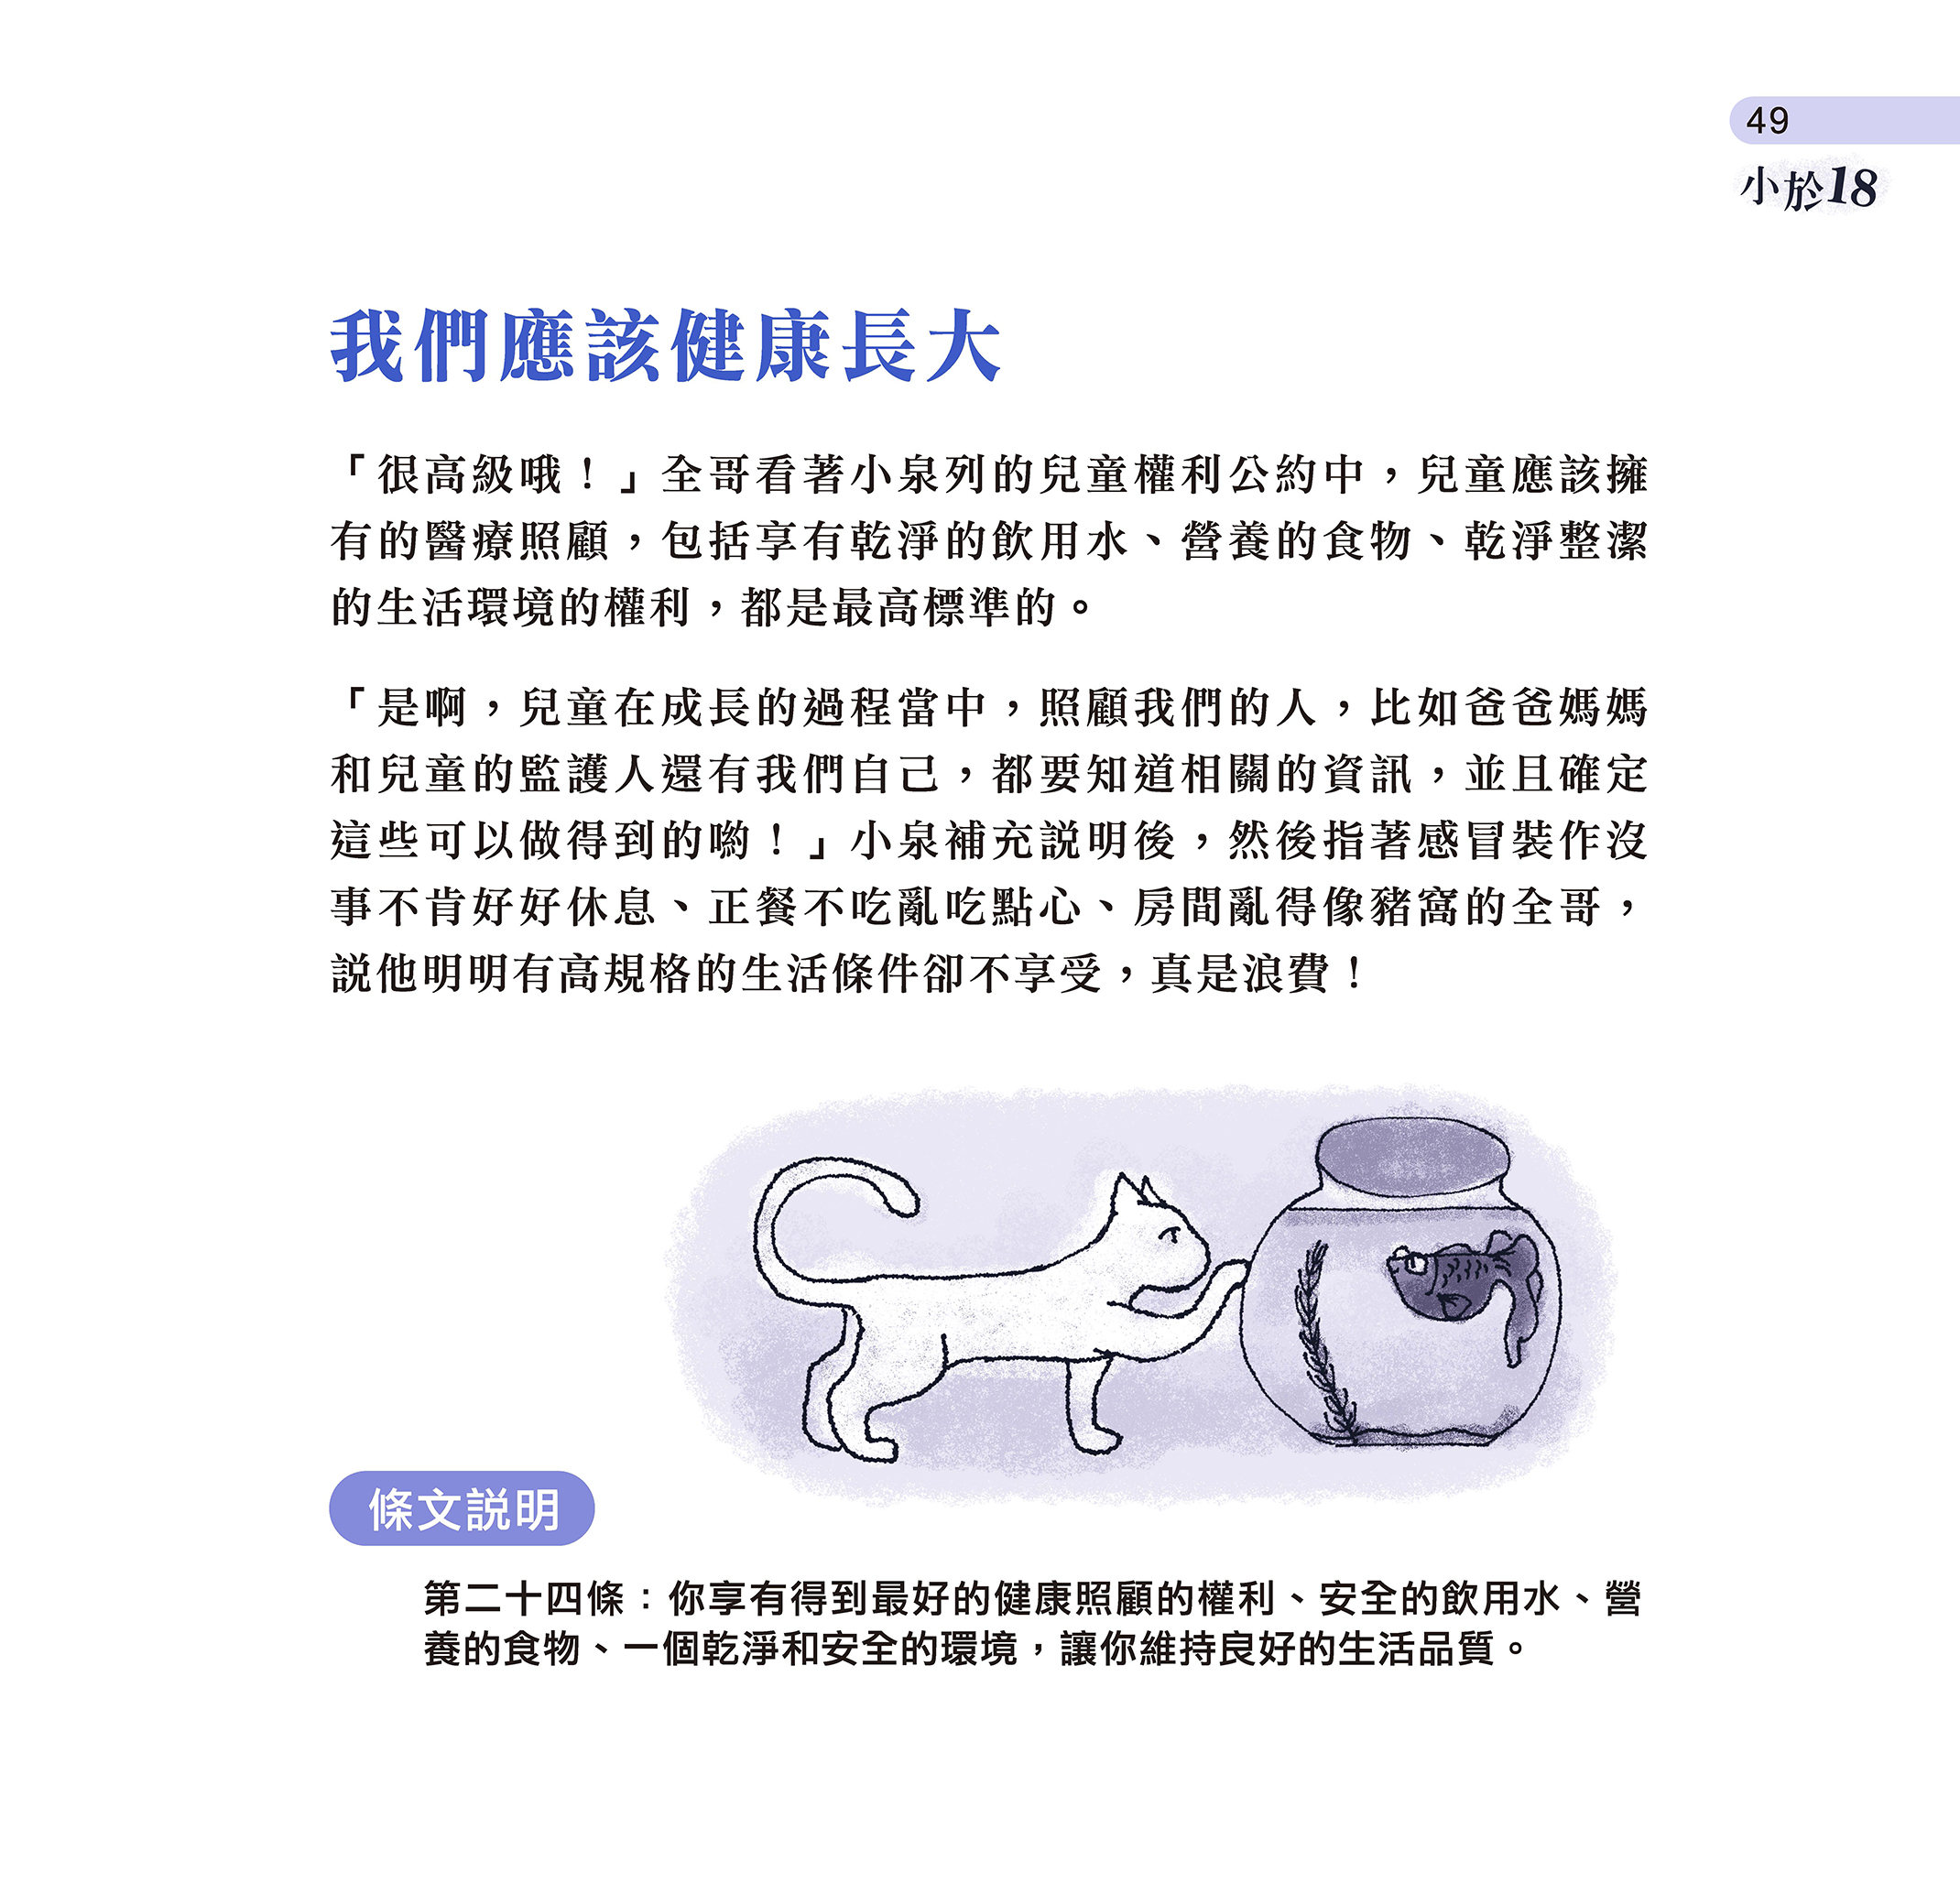 49
小於18
我們應該健康長大
「很高級哦！」全哥看著小泉列的兒童權利公約中，兒童應該擁
有的醫療照顧，包括享有乾淨的飲用水、營養的食物、乾淨整潔
的生活環境的權利，都是最高標準的。
「是啊，兒童在成長的過程當中，照顧我們的人，比如爸爸媽媽
和兒童的監護人還有我們自己，都要知道相關的資訊，並且確定
這些可以做得到的喲！」小泉補充說明後，然後指著感冒裝作沒
事不肯好好休息、正餐不吃亂吃點心、房間亂得像豬窩的全哥，
說他明明有高規格的生活條件卻不享受，真是浪費！
條文說明
第二十四條：你享有得到最好的健康照顧的權利、安全的飲用水、營
養的食物、一個乾淨和安全的環境，讓你維持良好的生活品質。